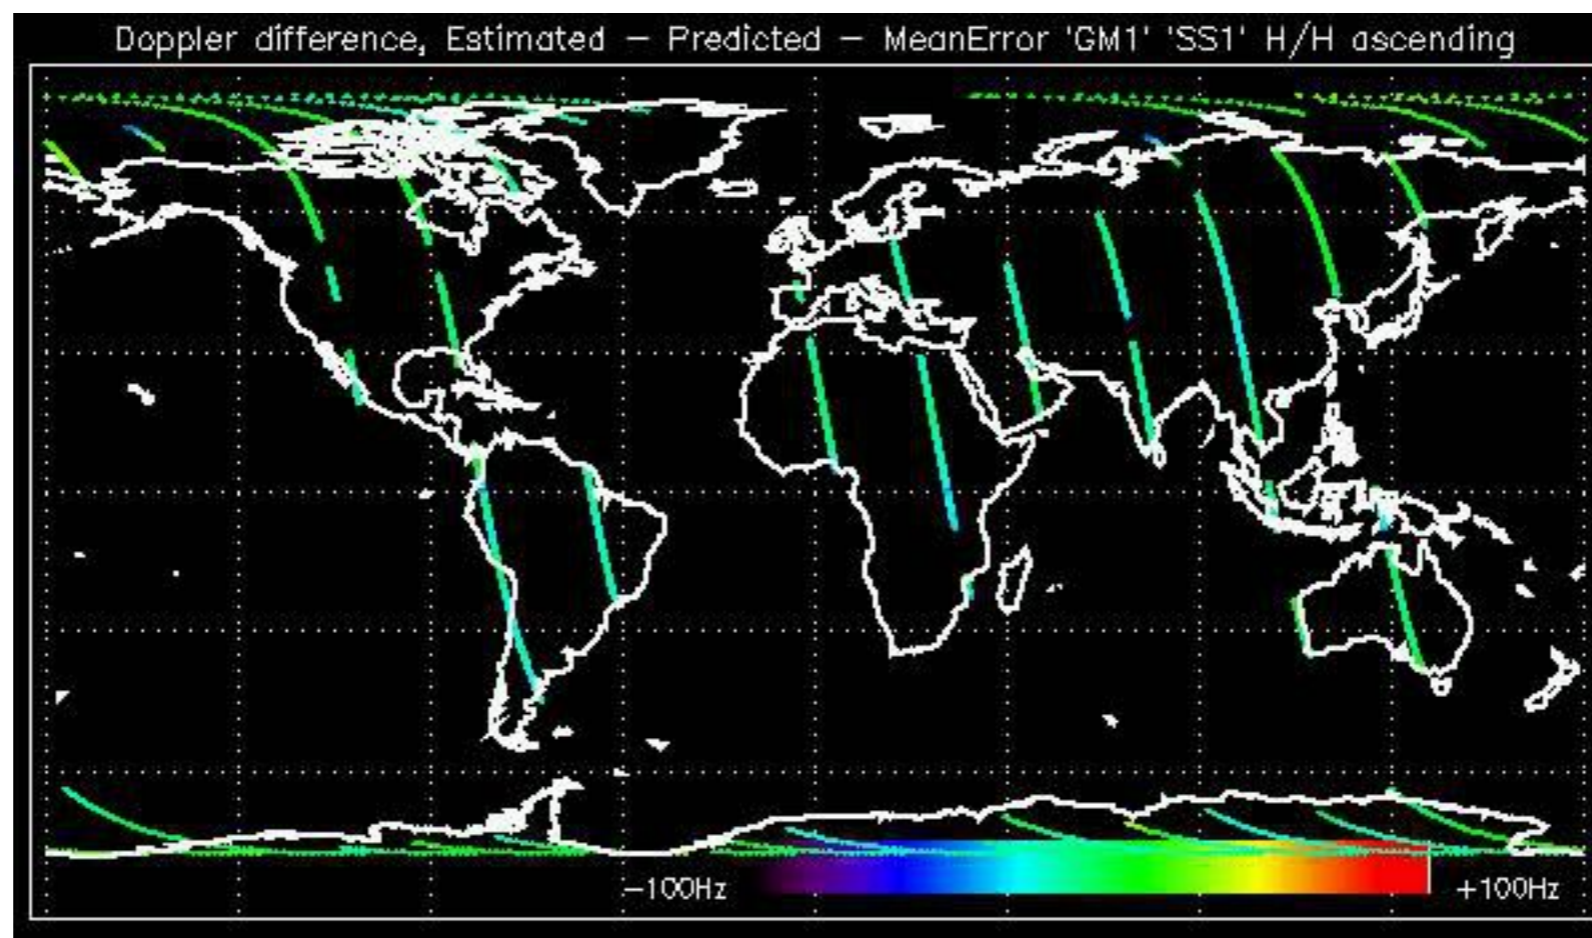 Doppler difference, Estimated − Predicted − MeanError 'GM1' 'SS1' H/H ascending
−100Hz
+100Hz